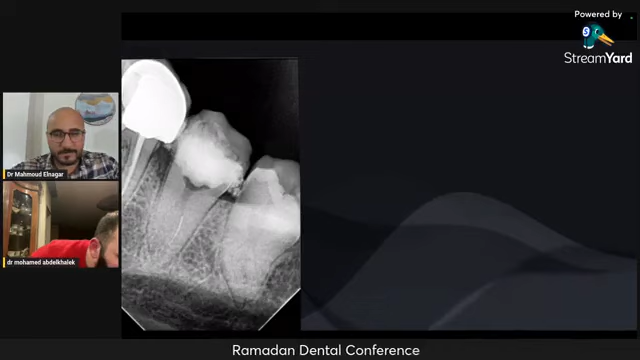 Powered by
S
StreamYard
Dr Mahmoud Elnagar
dr mohamed abdelkhalek
Ramadan Dental Conference